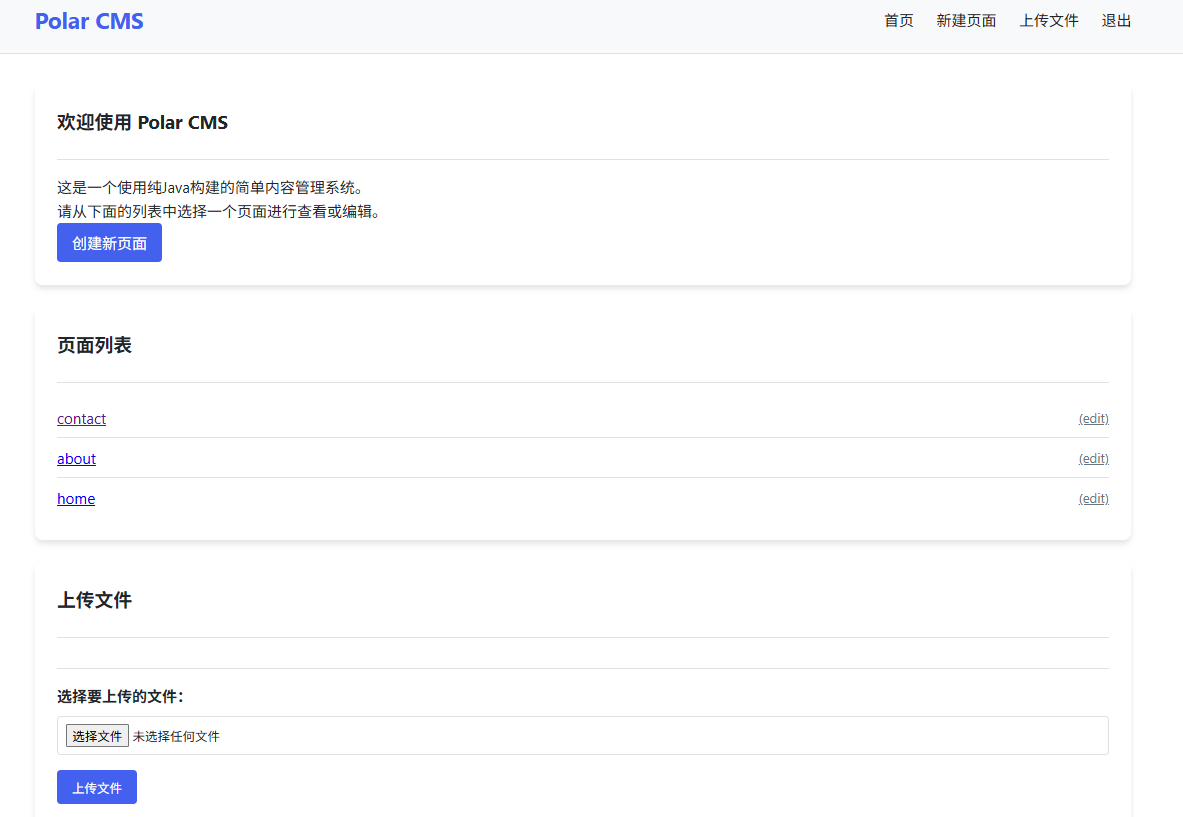 Polar CMS
首页 新建页面 上传文件 退出
欢迎使用 Polar CMS
这是一个使用纯Java构建的简单内容管理系统。
请从下面的列表中选择一个页面进行查看或编辑。
创建新页面
页面列表
contact (edit)
about (edit)
home (edit)
上传文件
选择要上传的文件:
选择文件 未选择任何文件
上传文件